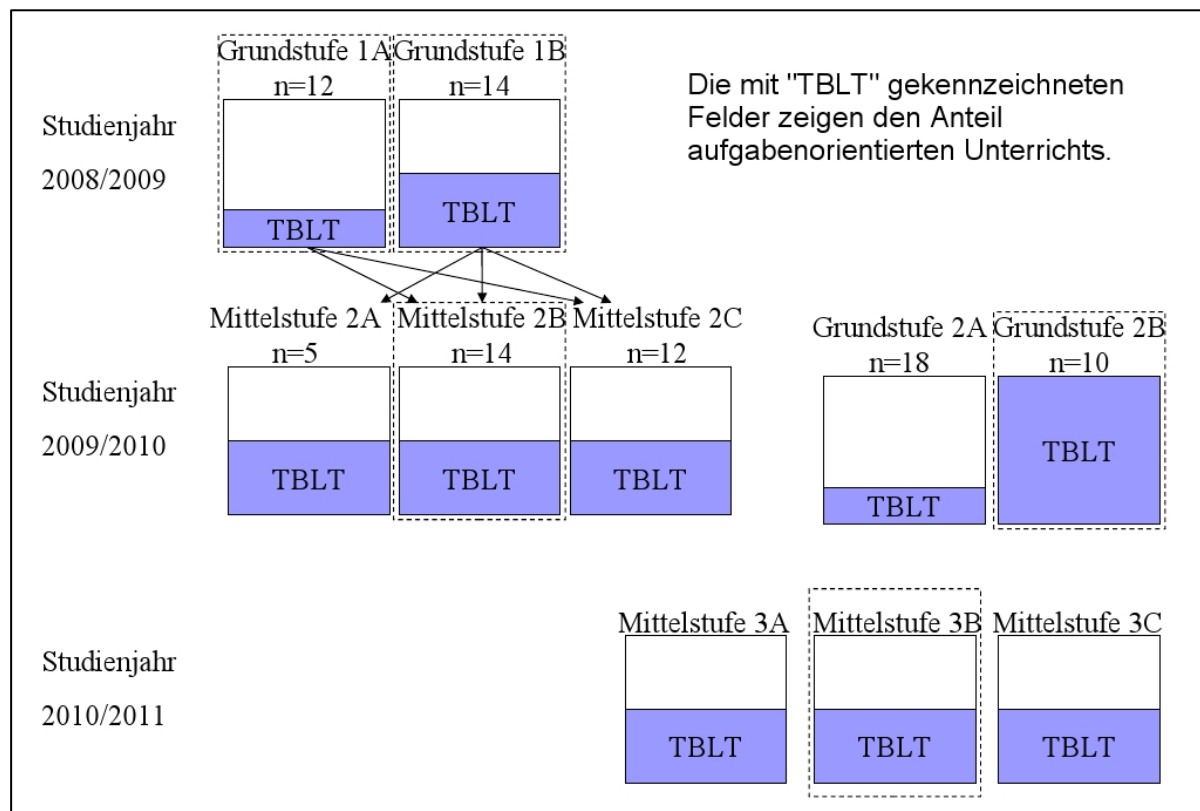 Grundstufe 1A
n=12
Grundstufe 1B
n=14
Die mit "TBLT" gekennzeichneten
Felder zeigen den Anteil
aufgabenorientierten Unterrichts.
Studienjahr
2008/2009
TBLT
TBLT
Mittelstufe 2A
n=5
Mittelstufe 2B
n=14
Mittelstufe 2C
n=12
Grundstufe 2A
n=18
Grundstufe 2B
n=10
Studienjahr
2009/2010
TBLT
TBLT
TBLT
TBLT
TBLT
Mittelstufe 3A
Mittelstufe 3B
Mittelstufe 3C
Studienjahr
2010/2011
TBLT
TBLT
TBLT